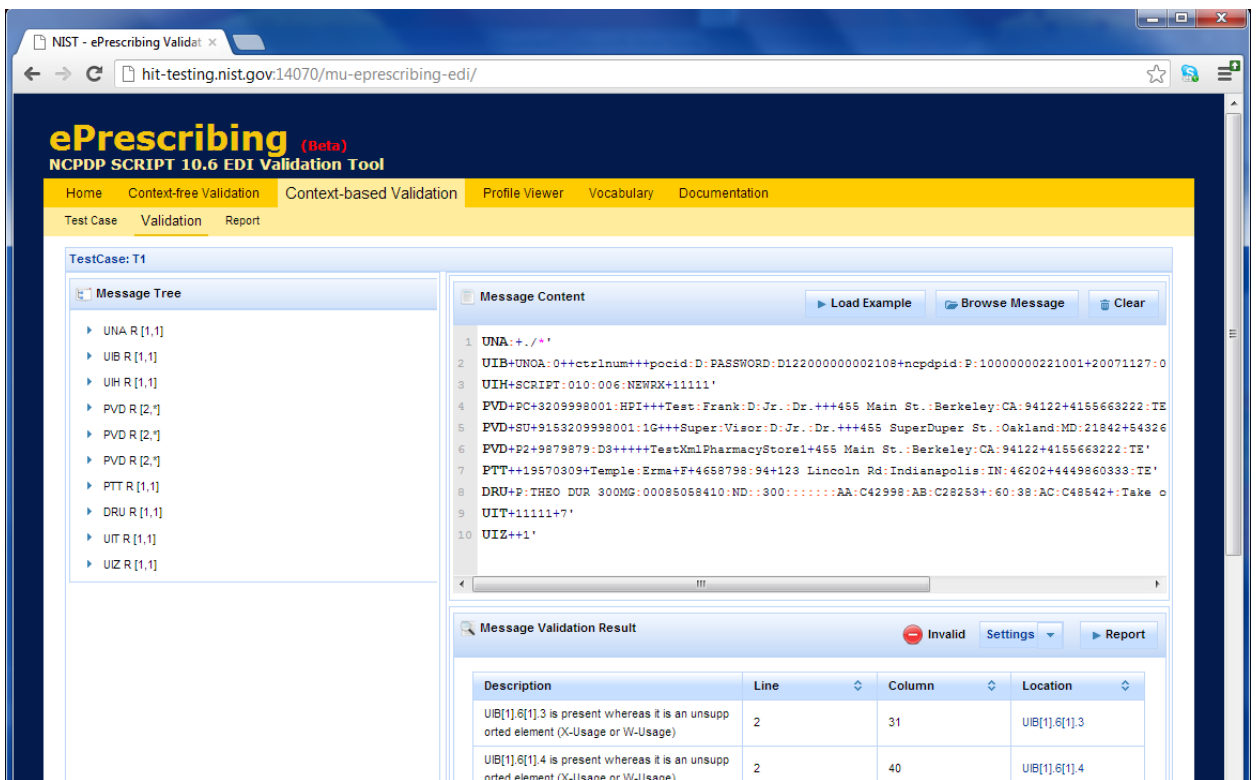 NIST - ePrescribing Validat
hit-testing.nist.gov:14070/mu-eprescribing-edi/
ePrescribing (Beta)
NCPDP SCRIPT 10.6 EDI Validation Tool
Home Context-free Validation Context-based Validation Profile Viewer Vocabulary Documentation
Test Case Validation Report
TestCase: T1
Message Tree
UNA R [1,1]
UIB R [1,1]
UIH R [1,1]
PVD R [2,*]
PVD R [2,*]
PVD R [2,*]
PTT R [1,1]
DRU R [1,1]
UIT R [1,1]
UIZ R [1,1]
Message Content Load Example Browse Message Clear
1 UNA:+./*'
2 UIB+UNOA:0++ctrlnum+++pocid:D:PASSWORD:D122000000002108+ncpdpid:P:10000000221001+20071127:0
3 UIH+SCRIPT:010:006:NEWRX+11111'
4 PVD+PC+3209998001:HPI+++Test:Frank:D:Jr.:Dr.+++455 Main St.:Berkeley:CA:94122+4155663222:TE
5 PVD+SU+9153209998001:1G+++Super:Visor:D:Jr.:Dr.+++455 SuperDuper St.:Oakland:MD:21842+54326
6 PVD+P2+9879879:D3+++++TestXmlPharmacyStore1+455 Main St.:Berkeley:CA:94122+4155663222:TE'
7 PTT++19570309+Temple:Erma+F+4658798:94+123 Lincoln Rd:Indianapolis:IN:46202+4449860333:TE'
8 DRU+P:THEO DUR 300MG:00085058410:ND::300:::::::AA:C42998:AB:C28253+:60:38:AC:C48542+:Take o
9 UIT+11111+7'
10 UIZ++1'
Message Validation Result Invalid Settings Report
Description Line Column Location
UIB[1].6[1].3 is present whereas it is an unsupp
orted element (X-Usage or W-Usage) 2 31 UIB[1].6[1].3
UIB[1].6[1].4 is present whereas it is an unsupp
orted element (X-Usage or W-Usage) 2 40 UIB[1].6[1].4